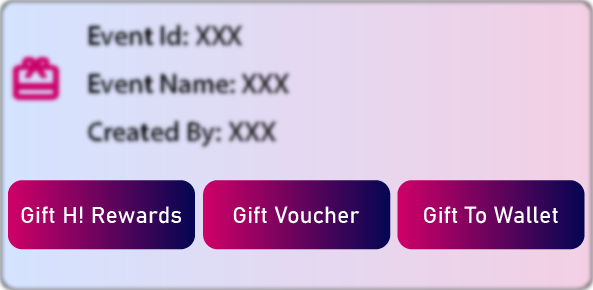 Event Id: XXX
Event Name: XXX
Created By: XXX
Gift H! Rewards
Gift Voucher
Gift To Wallet